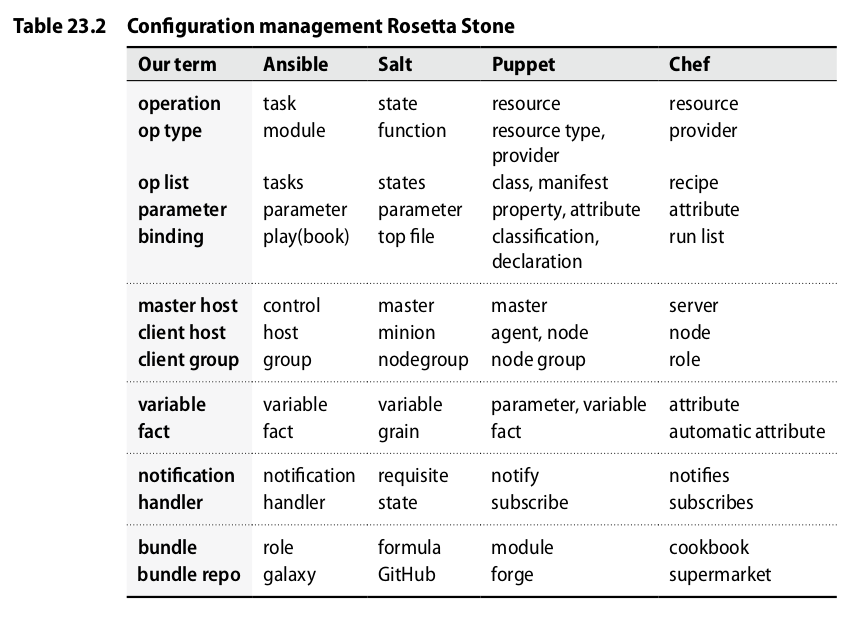 Table 23.2 Configuration management Rosetta Stone
Our term Ansible Salt Puppet Chef
operation task state resource resource
op type module function resource type, provider
provider
op list tasks states class, manifest recipe
parameter parameter parameter property, attribute attribute
binding play(book) top file classification, run list
declaration
master host control master master server
client host host minion agent, node node
client group group nodegroup node group role
variable variable variable parameter, variable attribute
fact fact grain fact automatic attribute
notification notification requisite notify notifies
handler handler state subscribe subscribes
bundle role formula module cookbook
bundle repo galaxy GitHub forge supermarket